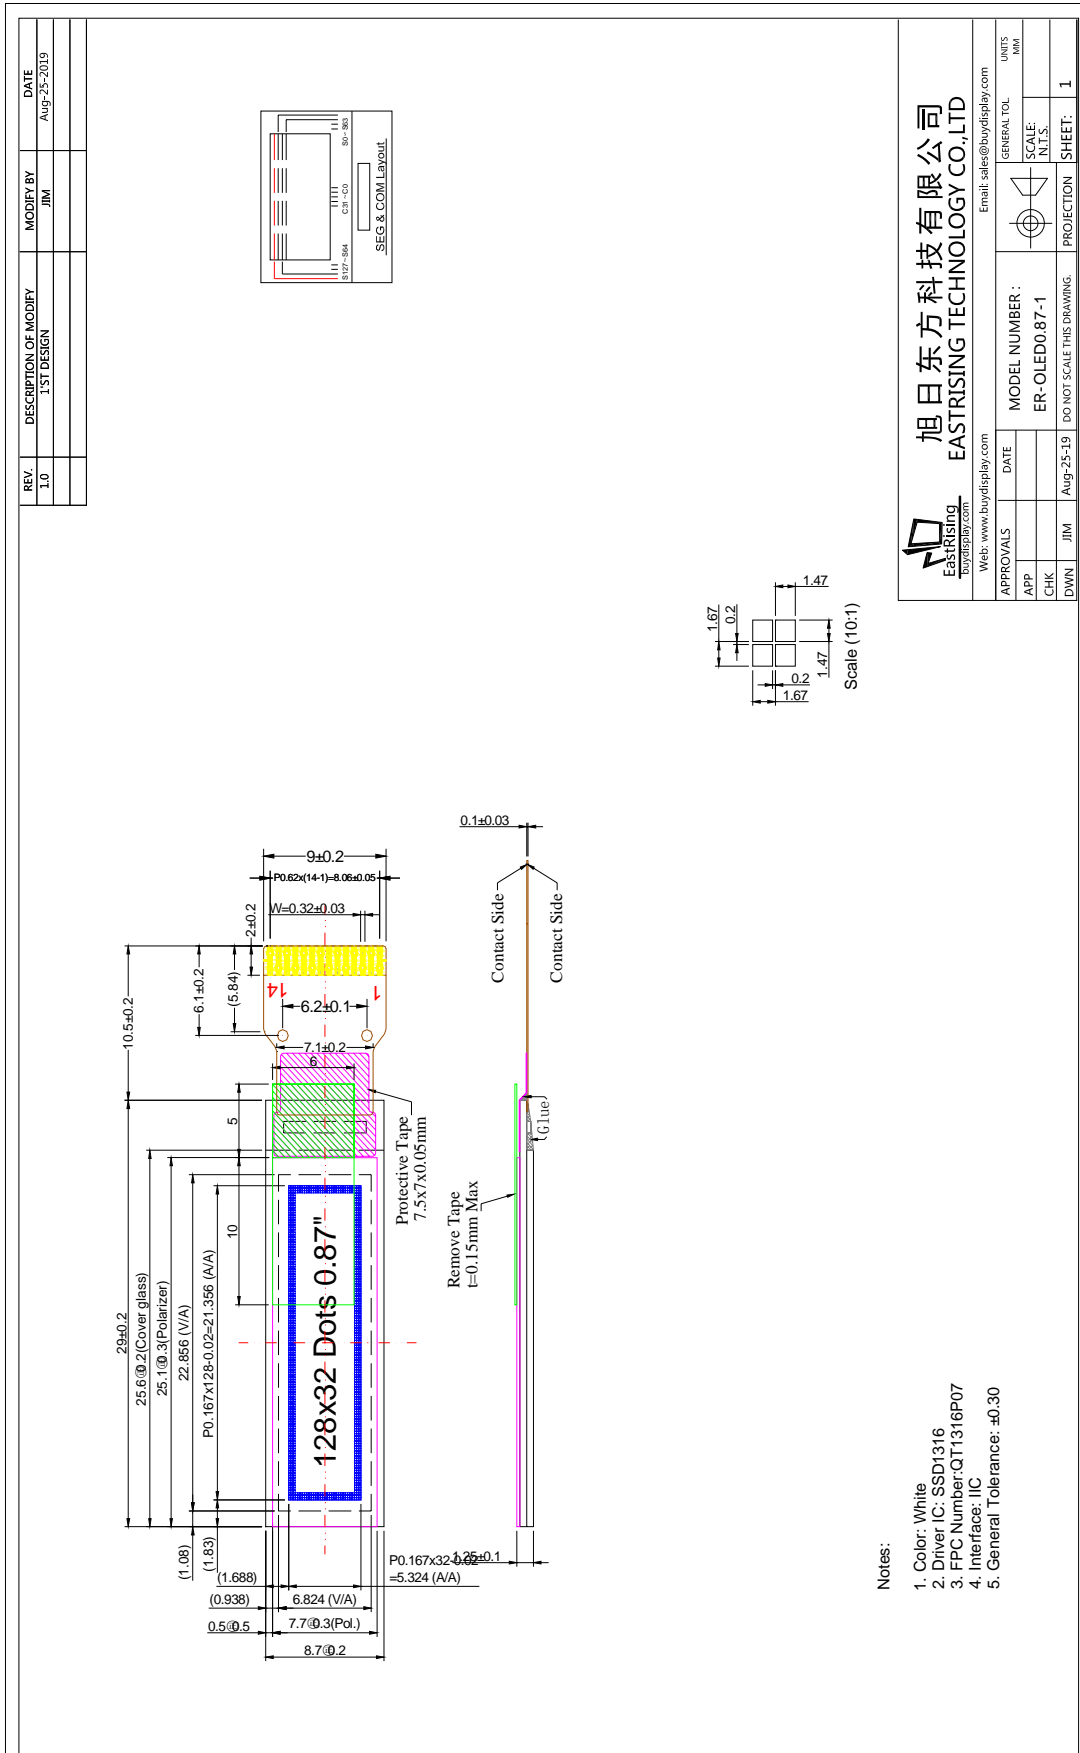 REV.
DESCRIPTION OF MODIFY
MODIFY BY
DATE
1.0
1'ST DESIGN
JIM
Aug-25-2019
S127~S64
C31 ~C0
S0~ S63
SEG & COM Layout
10.5±0.2
6.1±0.2
(5.84)
2±0.2
9±0.2
P0.62x(14-1)=8.06±0.05
W=0.32±0.03
14
1
6.2±0.1
7.1±0.2
6
5
10
29±0.2
25.6@0.2(Cover glass)
25.1@0.3(Polarizer)
22.856 (V/A)
P0.167x128-0.02=21.356 (A/A)
(1.08)
(1.83)
128x32 Dots 0.87"
Protective Tape
7.5x7x0.05mm
(1.688)
(0.938)
0.5@0.5
P0.167x32-0.02
=5.324 (A/A)
6.824 (V/A)
7.7@0.3(Pol.)
8.7@0.2
0.1±0.03
Contact Side
Contact Side
Glue
Remove Tape
t=0.15mm Max
1.25±0.1
1.67
0.2
1.47
1.47
0.2
1.67
Scale (10:1)
Notes:
1. Color: White
2. Driver IC: SSD1316
3. FPC Number:QT1316P07
4. Interface: IIC
5. General Tolerance: ±0.30
EastRising
buydisplay.com
旭日东方科技有限公司
EASTRISING TECHNOLOGY CO.,LTD
Web: www.buydisplay.com
Email: sales@buydisplay.com
APPROVALS
DATE
APP
CHK
DWN
JIM
Aug-25-19
MODEL NUMBER :
ER-OLED0.87-1
DO NOT SCALE THIS DRAWING.
PROJECTION
GENERAL TOL
UNITS
MM
SCALE:
N.T.S.
SHEET:
1